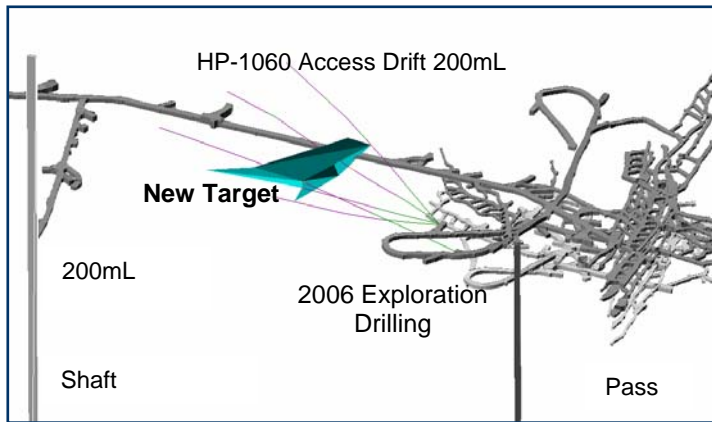 HP-1060 Access Drift 200mL
New Target
200mL
2006 Exploration
Drilling
Shaft
Pass